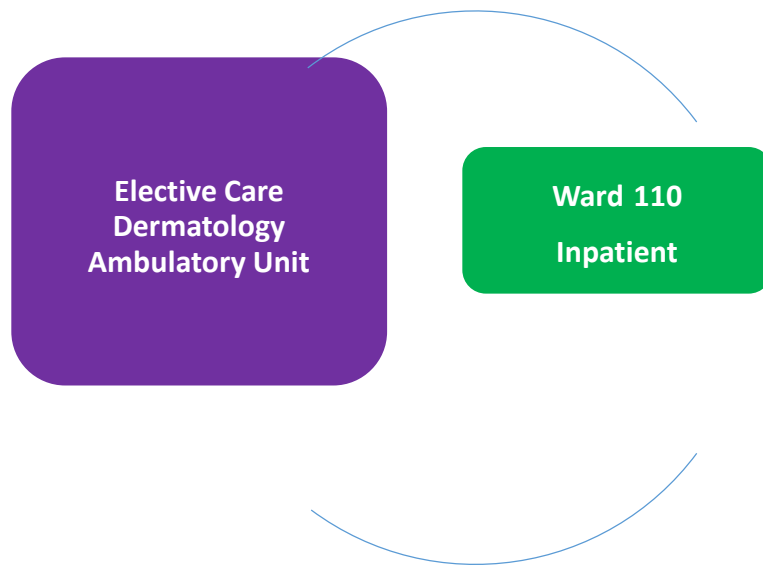 Elective Care
Dermatology
Ambulatory Unit
Ward 110
Inpatient